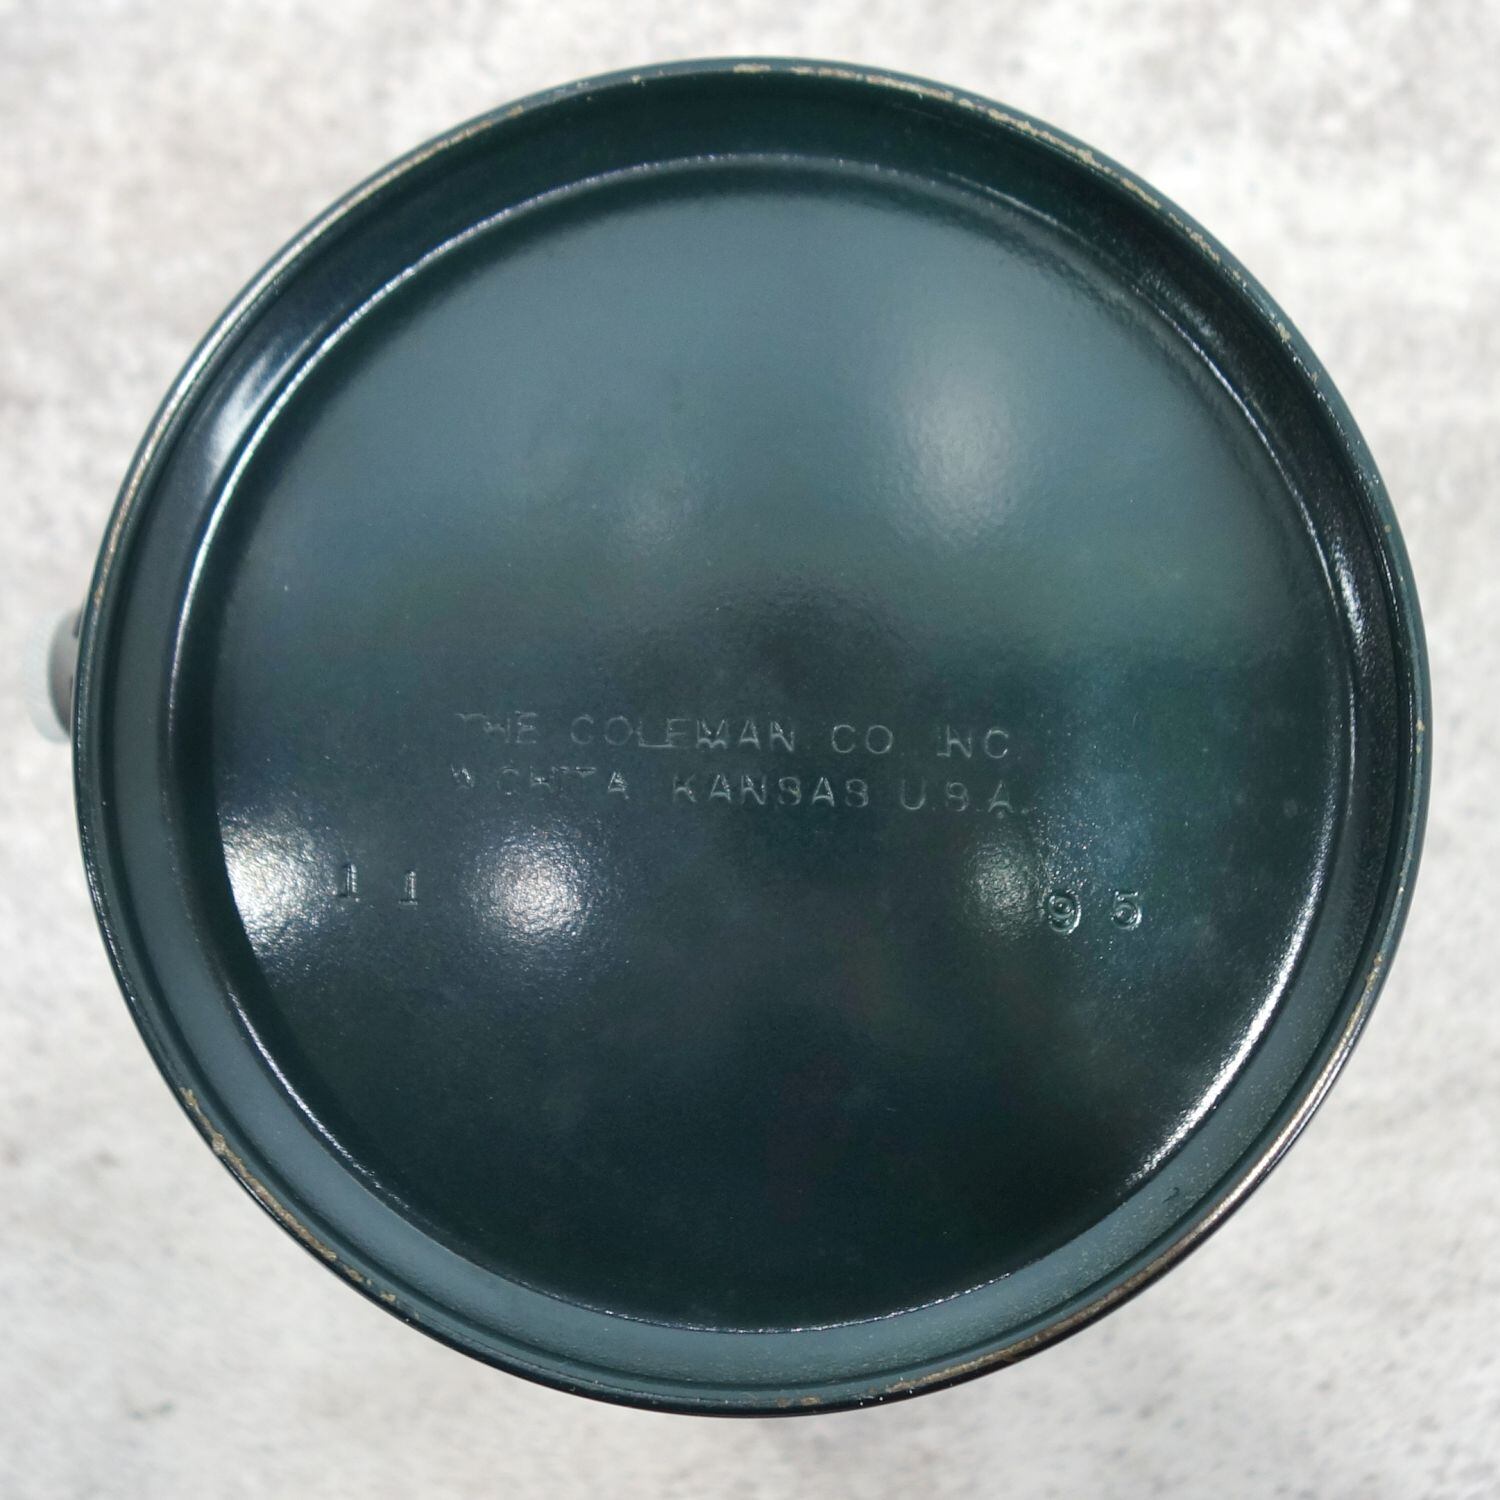 THE COLEMAN CO INC
WICHITA KANSAS U.S.A.
11 95